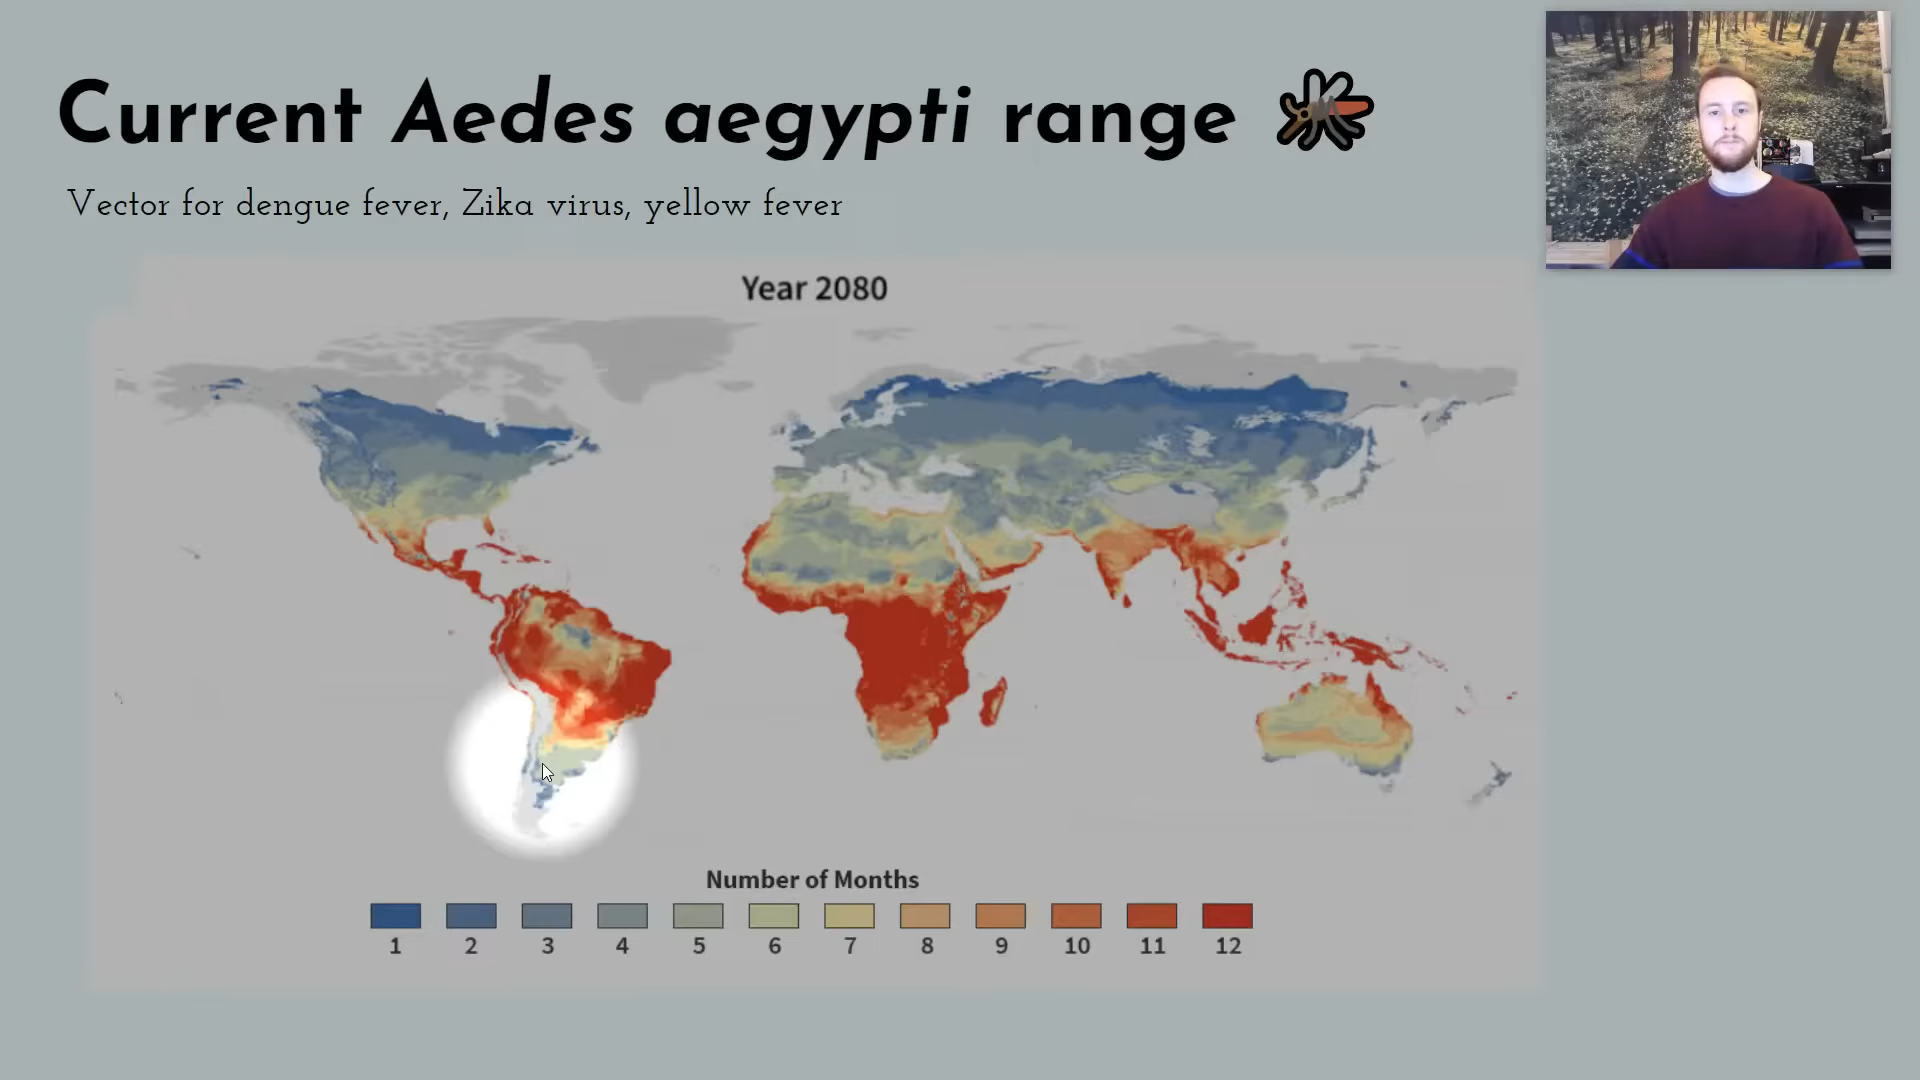 Current Aedes aegypti range
Vector for dengue fever, Zika virus, yellow fever
Year 2080
Number of Months
1 2 3 4 5 6 7 8 9 10 11 12